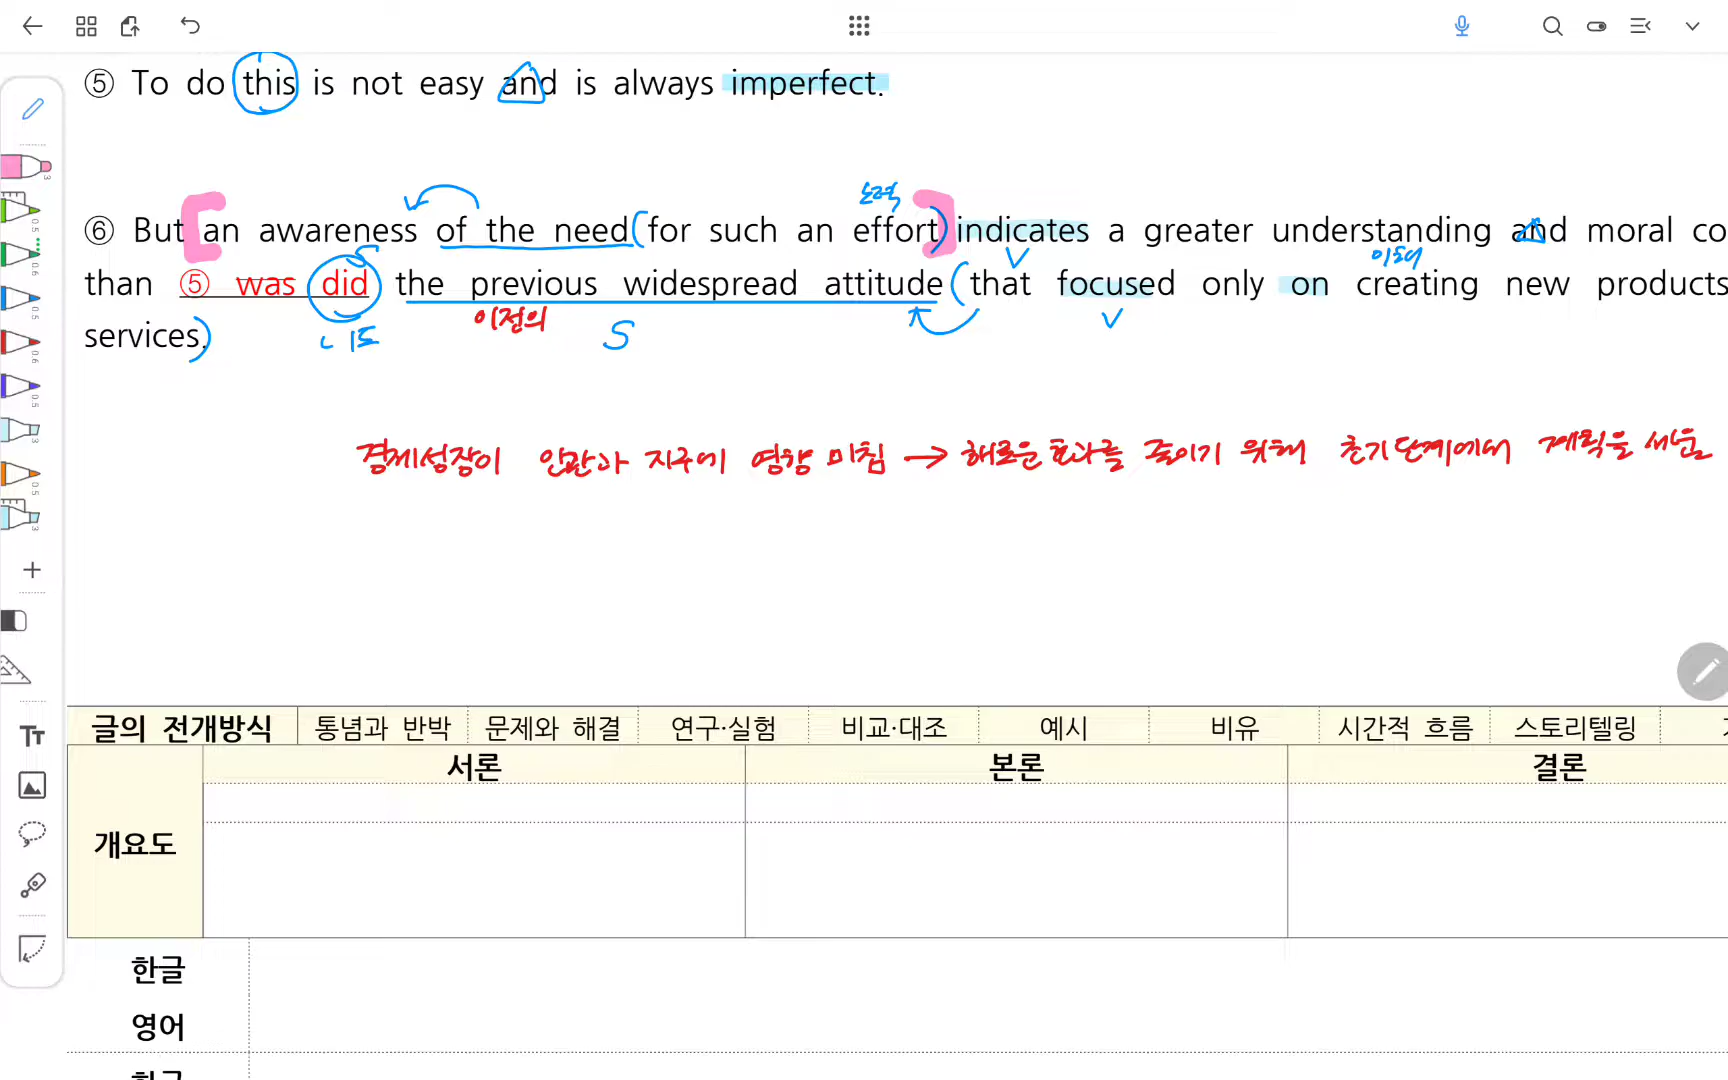 ⑤ To do this is not easy and is always imperfect.
노력
⑥ But an awareness of the need (for such an effort) indicates a greater understanding and moral co
V
이해
than ⑤ was did the previous widespread attitude (that focused only on creating new products
이전의
S
V
services.)
경제성장이 인간과 지구에 영향 미침 → 해로운 효과를 줄이기 위해 초기단계에서 계획을 세움
글의 전개방식 통념과 반박 문제와 해결 연구·실험 비교·대조 예시 비유 시간적 흐름 스토리텔링
서론 본론 결론
개요도
한글
영어